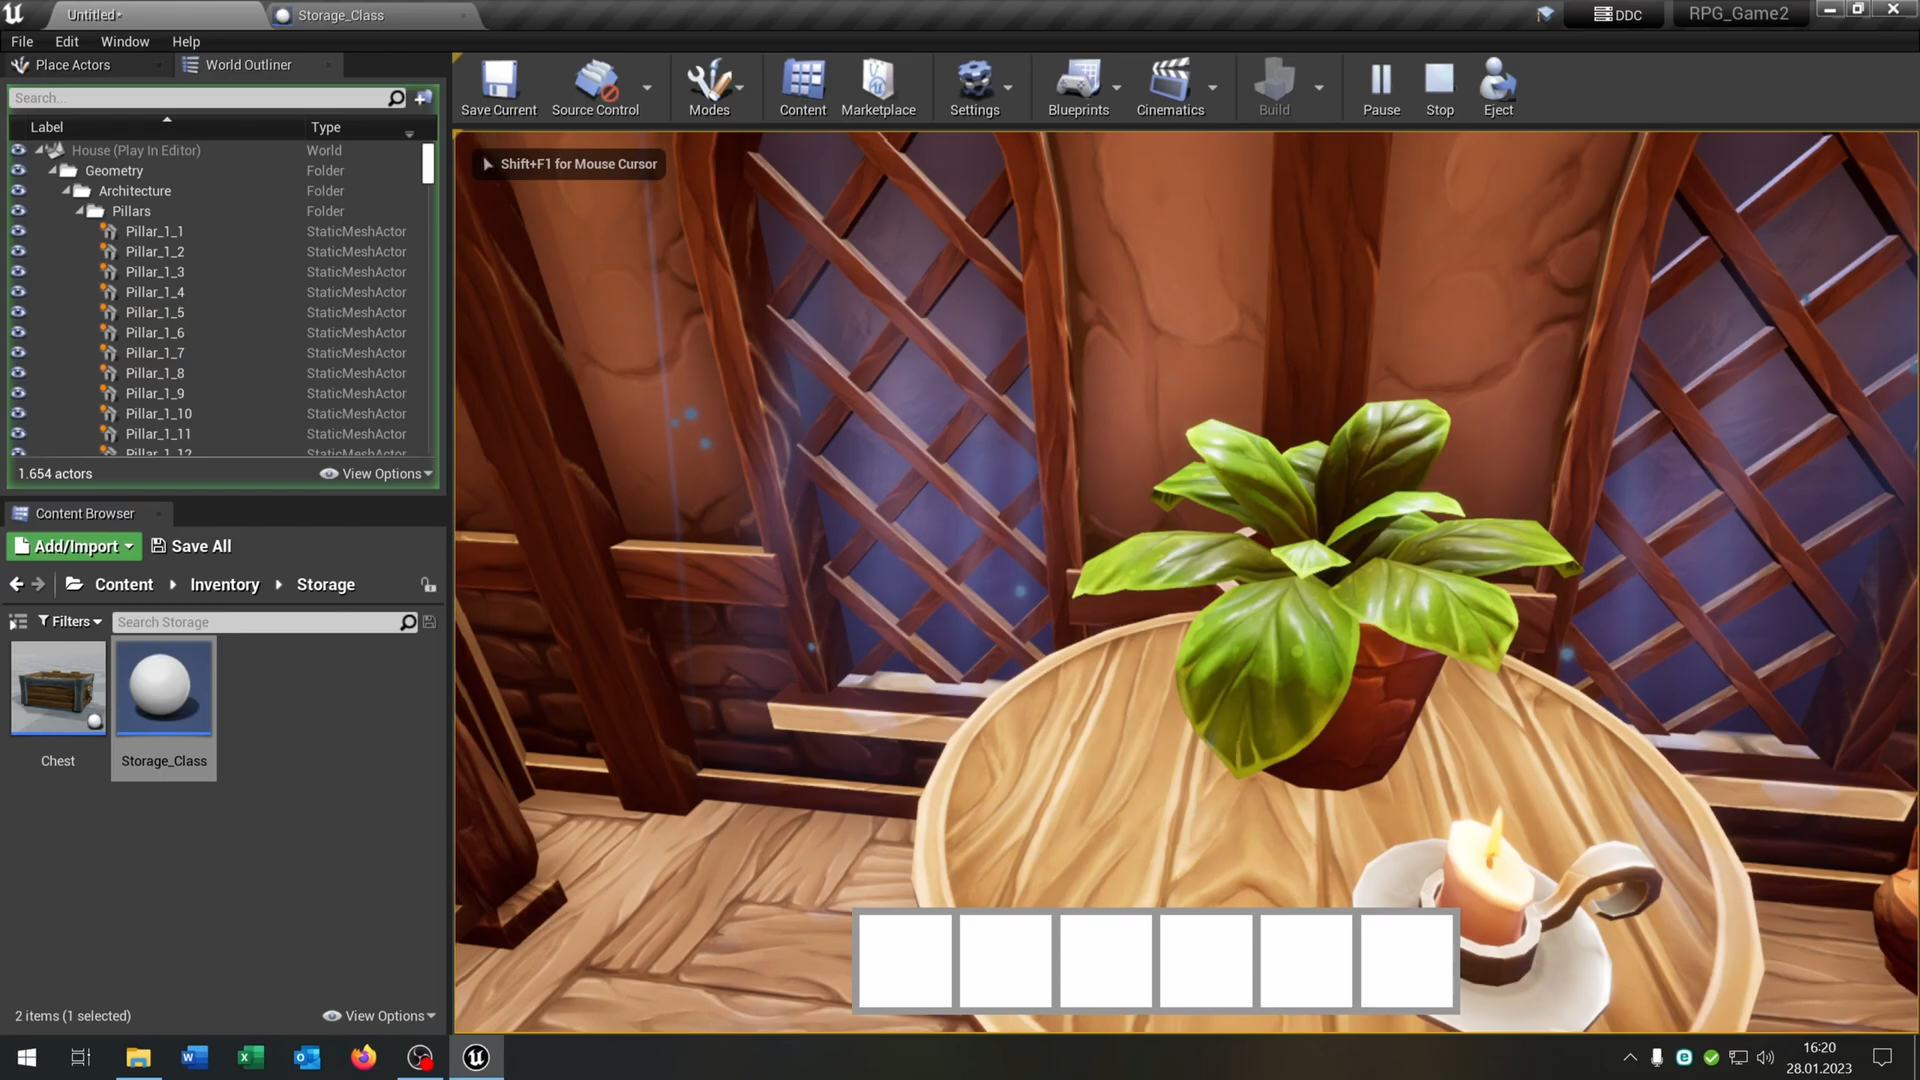 Untitled*
Storage_Class
DDC
RPG_Game2
File Edit Window Help
Place Actors
World Outliner
Search...
Label Type
House (Play In Editor) World
Geometry Folder
Architecture Folder
Pillars Folder
Pillar_1_1 StaticMeshActor
Pillar_1_2 StaticMeshActor
Pillar_1_3 StaticMeshActor
Pillar_1_4 StaticMeshActor
Pillar_1_5 StaticMeshActor
Pillar_1_6 StaticMeshActor
Pillar_1_7 StaticMeshActor
Pillar_1_8 StaticMeshActor
Pillar_1_9 StaticMeshActor
Pillar_1_10 StaticMeshActor
Pillar_1_11 StaticMeshActor
Pillar_1_12 StaticMeshActor
1.654 actors View Options
Save Current
Source Control
Modes
Content
Marketplace
Settings
Blueprints
Cinematics
Build
Pause
Stop
Eject
Shift+F1 for Mouse Cursor
Content Browser
Add/Import Save All
Content Inventory Storage
Filters Search Storage
Chest
Storage_Class
2 items (1 selected) View Options
16:20
28.01.2023